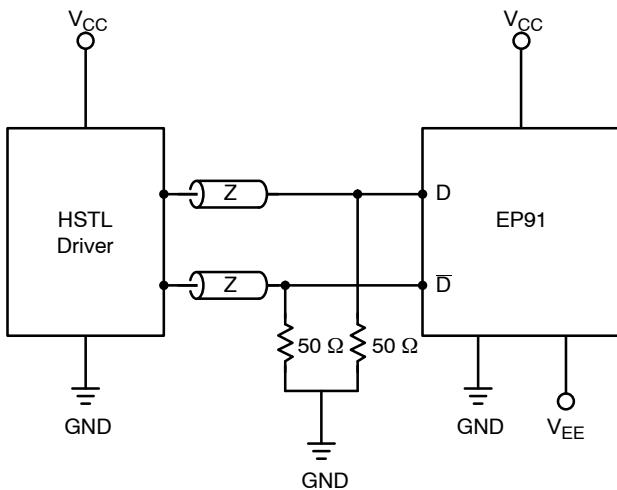 V_CC
V_CC
Z
D
HSTL
Driver
EP91
Z
D̅
50 Ω
50 Ω
GND
GND
V_EE
GND